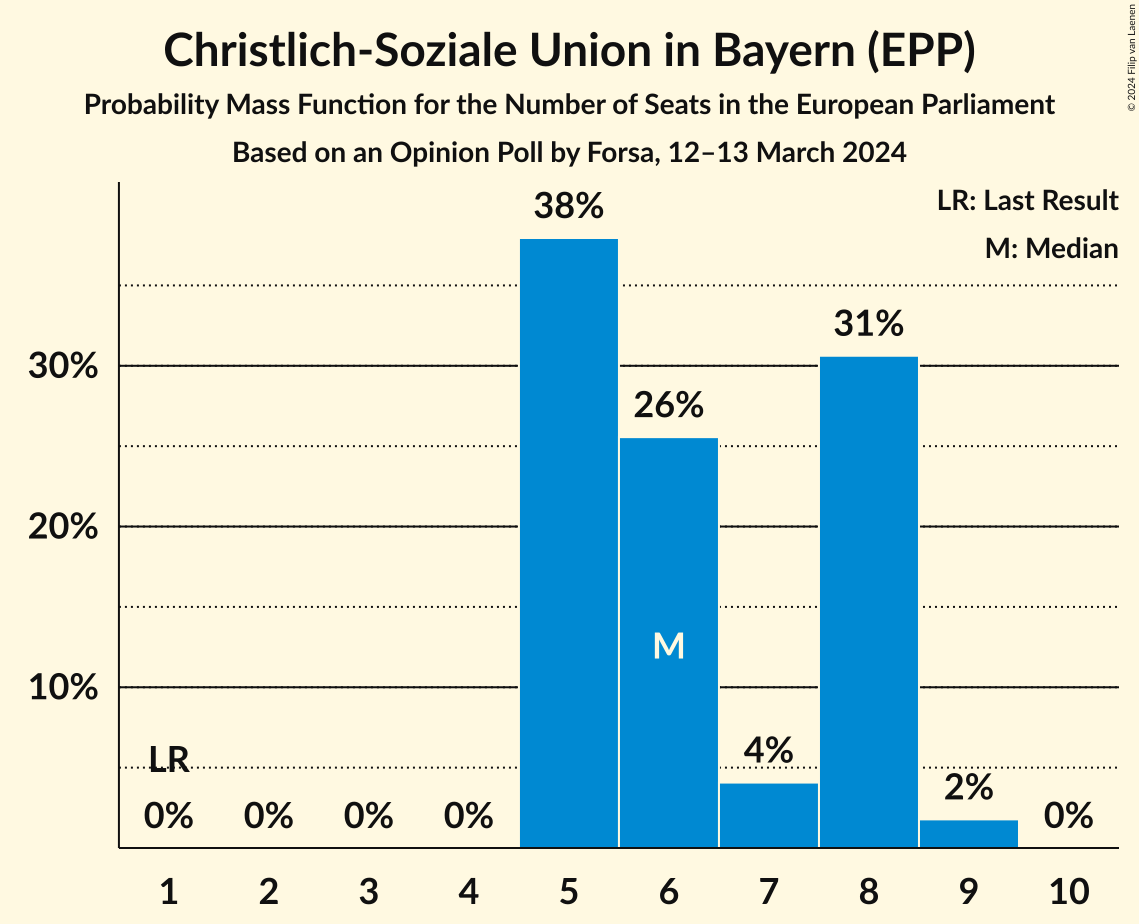 Christlich-Soziale Union in Bayern (EPP)
Probability Mass Function for the Number of Seats in the European Parliament
Based on an Opinion Poll by Forsa, 12–13 March 2024
© 2024 Filip van Laenen
LR: Last Result
M: Median
38%
31%
30%
26%
20%
M
10%
4%
LR
2%
0% 0% 0% 0% 0%
1 2 3 4 5 6 7 8 9 10